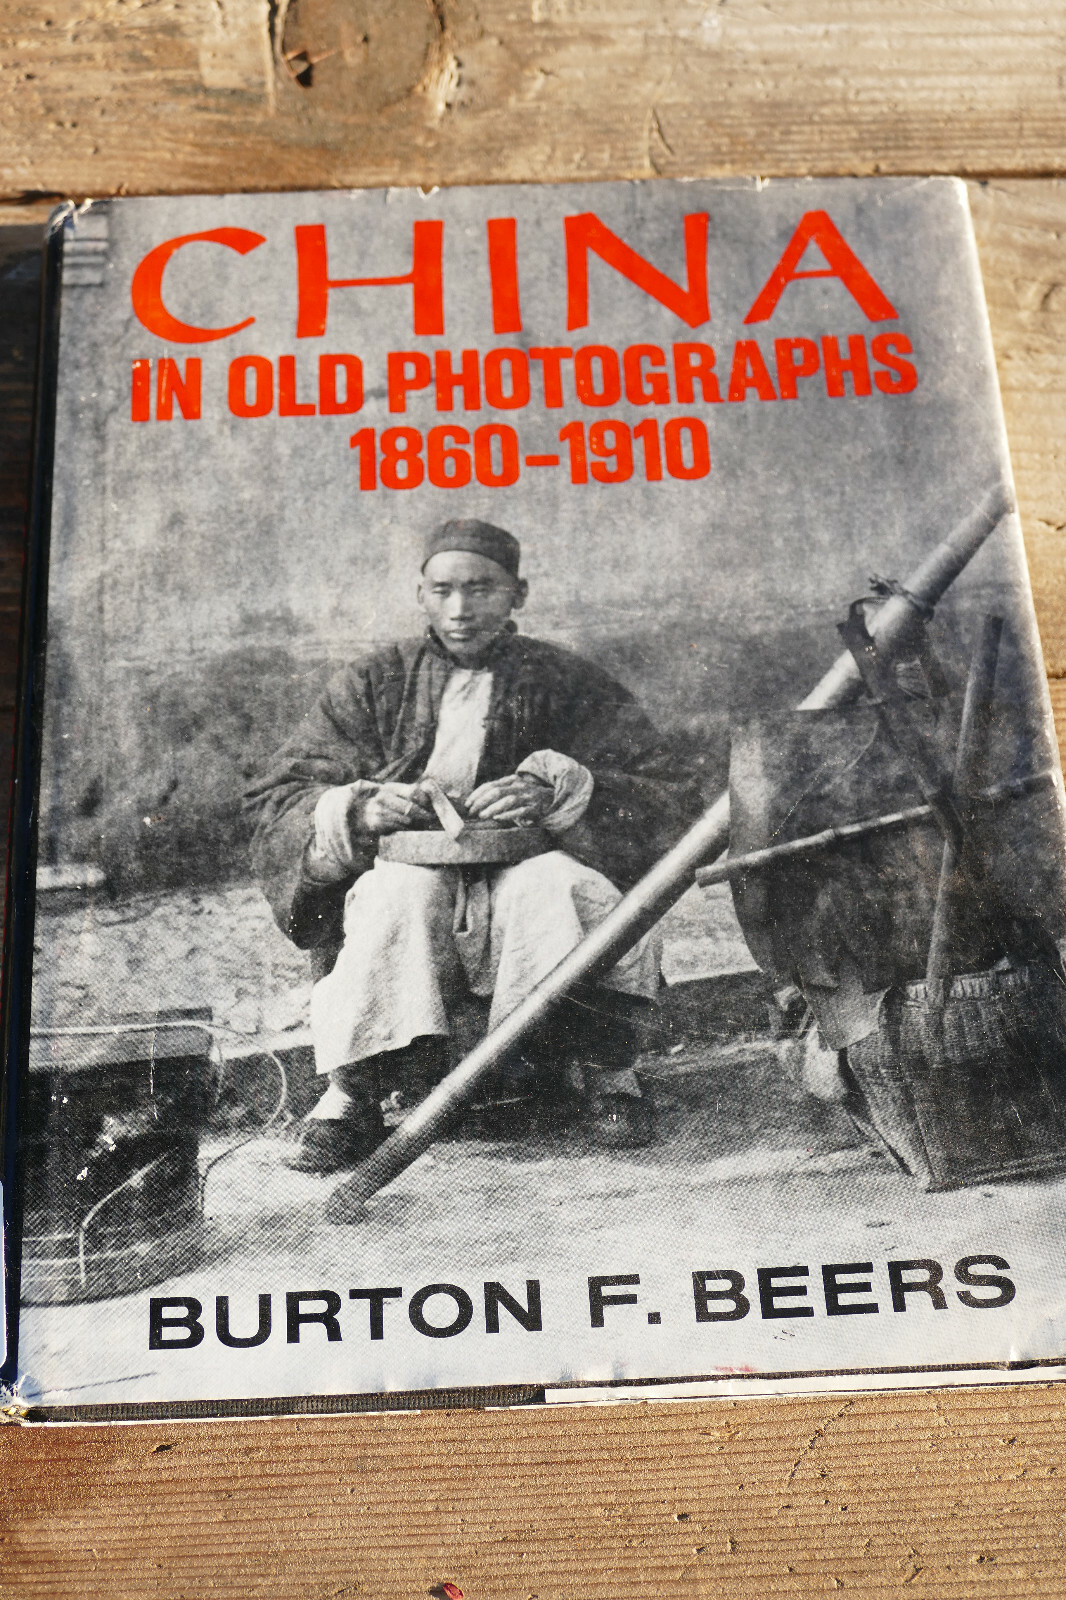 CHINA
IN OLD PHOTOGRAPHS
1860-1910
BURTON F. BEERS